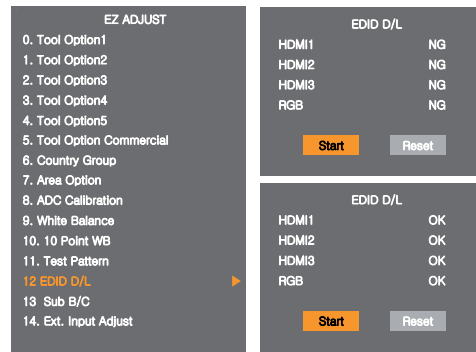 EZ ADJUST
0. Tool Option1
1. Tool Option2
2. Tool Option3
3. Tool Option4
4. Tool Option5
5. Tool Option Commercial
6. Country Group
7. Area Option
8. ADC Calibration
9. White Balance
10. 10 Point WB
11. Test Pattern
12 EDID D/L
13 Sub B/C
14. Ext. Input Adjust
EDID D/L
HDMI1 NG
HDMI2 NG
HDMI3 NG
RGB NG
Start Reset
EDID D/L
HDMI1 OK
HDMI2 OK
HDMI3 OK
RGB OK
Start Reset